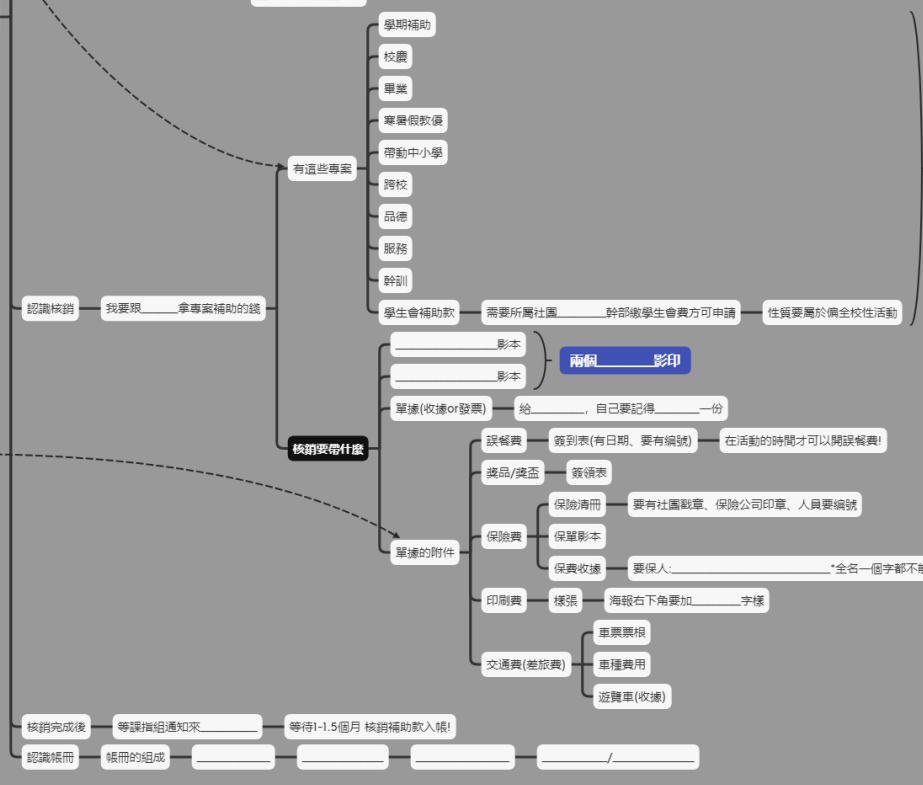 學期補助
校慶
畢業
寒暑假教優
帶動中小學
有這些專案
跨校
品德
服務
幹訓
認識核銷
我要跟______拿專案補助的錢
學生會補助款
需要所屬社團________幹部繳學生會費方可申請
性質要屬於偏全校性活動
________________影本
兩個_________影印
________________影本
單據(收據or發票)
給________，自己要記得_______一份
核銷要帶什麼
誤餐費
簽到表(有日期、要有編號)
在活動的時間才可以開誤餐費!
獎品/獎盃
簽領表
保險清冊
要有社團戳章、保險公司印章、人員要編號
保險費
保單影本
單據的附件
保費收據
要保人:_________________________*全名一個字都不能
印刷費
樣張
海報右下角要加________字樣
車票票根
交通費(差旅費)
車種費用
遊覽車(收據)
核銷完成後
等課指組通知來_________
等待1-1.5個月 核銷補助款入帳!
認識帳冊
帳冊的組成
____________
_____________
_______________
___________/_____________